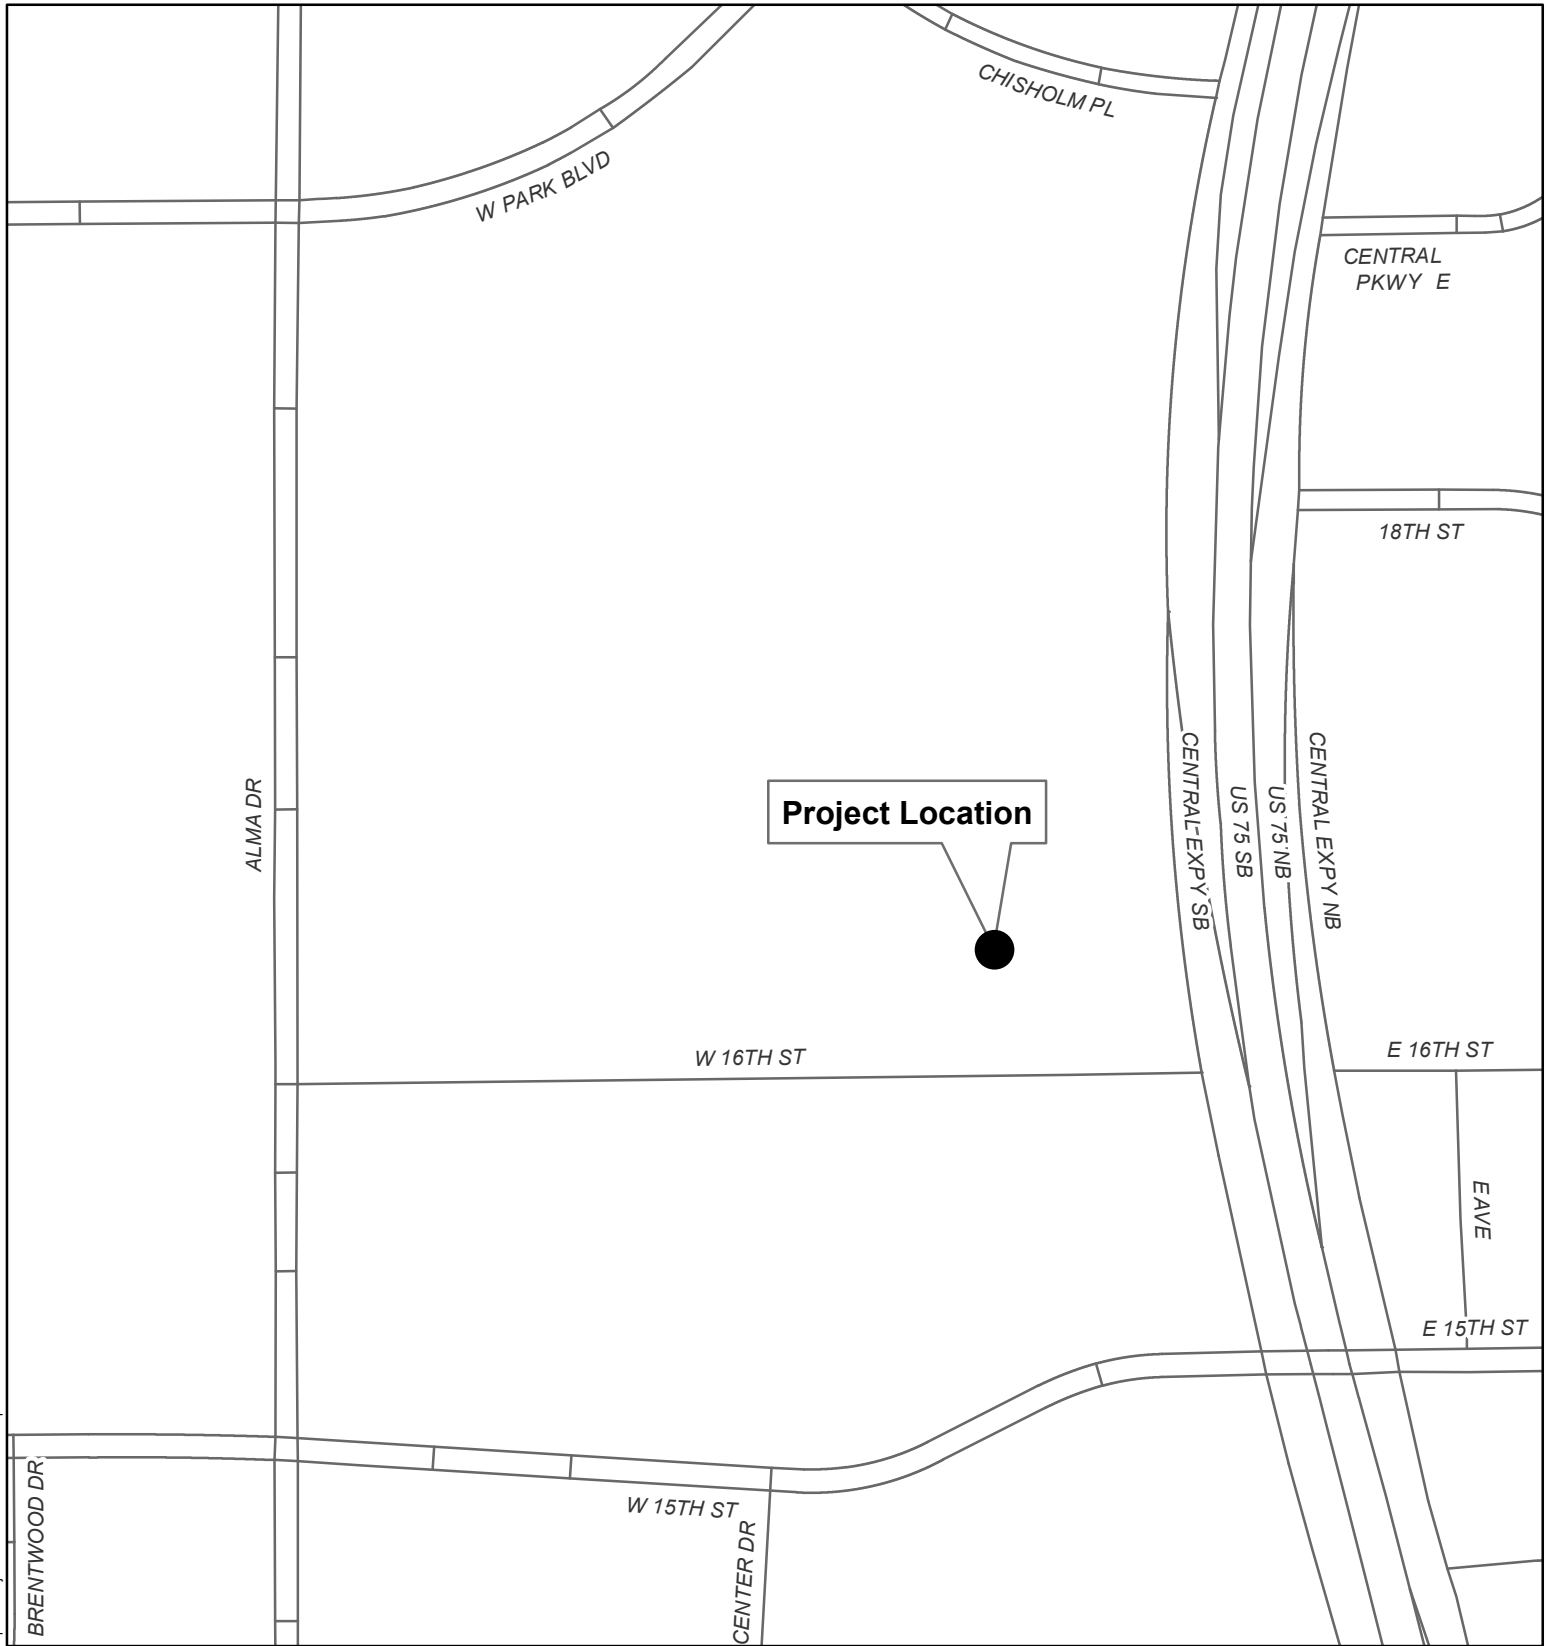 CHISHOLM PL
W PARK BLVD
CENTRAL
PKWY E
18TH ST
ALMA DR
Project Location
CENTRAL EXPY SB
US 75 SB
US 75 NB
CENTRAL EXPY NB
W 16TH ST
E 16TH ST
E AVE
E 15TH ST
BRENTWOOD DR
W 15TH ST
CENTER DR